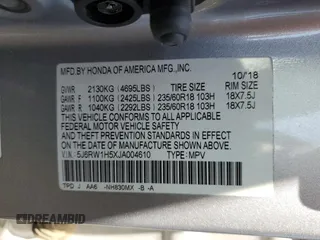 MFD.BY HONDA OF AMERICA MFG.,INC. 10/18
GVWR 2130KG (4695LBS) TIRE SIZE RIM SIZE
GAWR F 1100KG (2425LBS) 235/60R18 103H 18X7.5J
GAWR R 1040KG (2292LBS) 235/60R18 103H 18X7.5J
THIS VEHICLE CONFORMS TO ALL APPLICABLE
FEDERAL MOTOR VEHICLE SAFETY, BUMPER,
AND THEFT PREVENTION STANDARDS IN EFFECT ON
THE DATE OF MANUFACTURE SHOWN ABOVE.
V.I.N: 5J6RW1H5XJA004610 TYPE: MPV
TPD J AA6 -NH830MX -B -A
DREAMBID